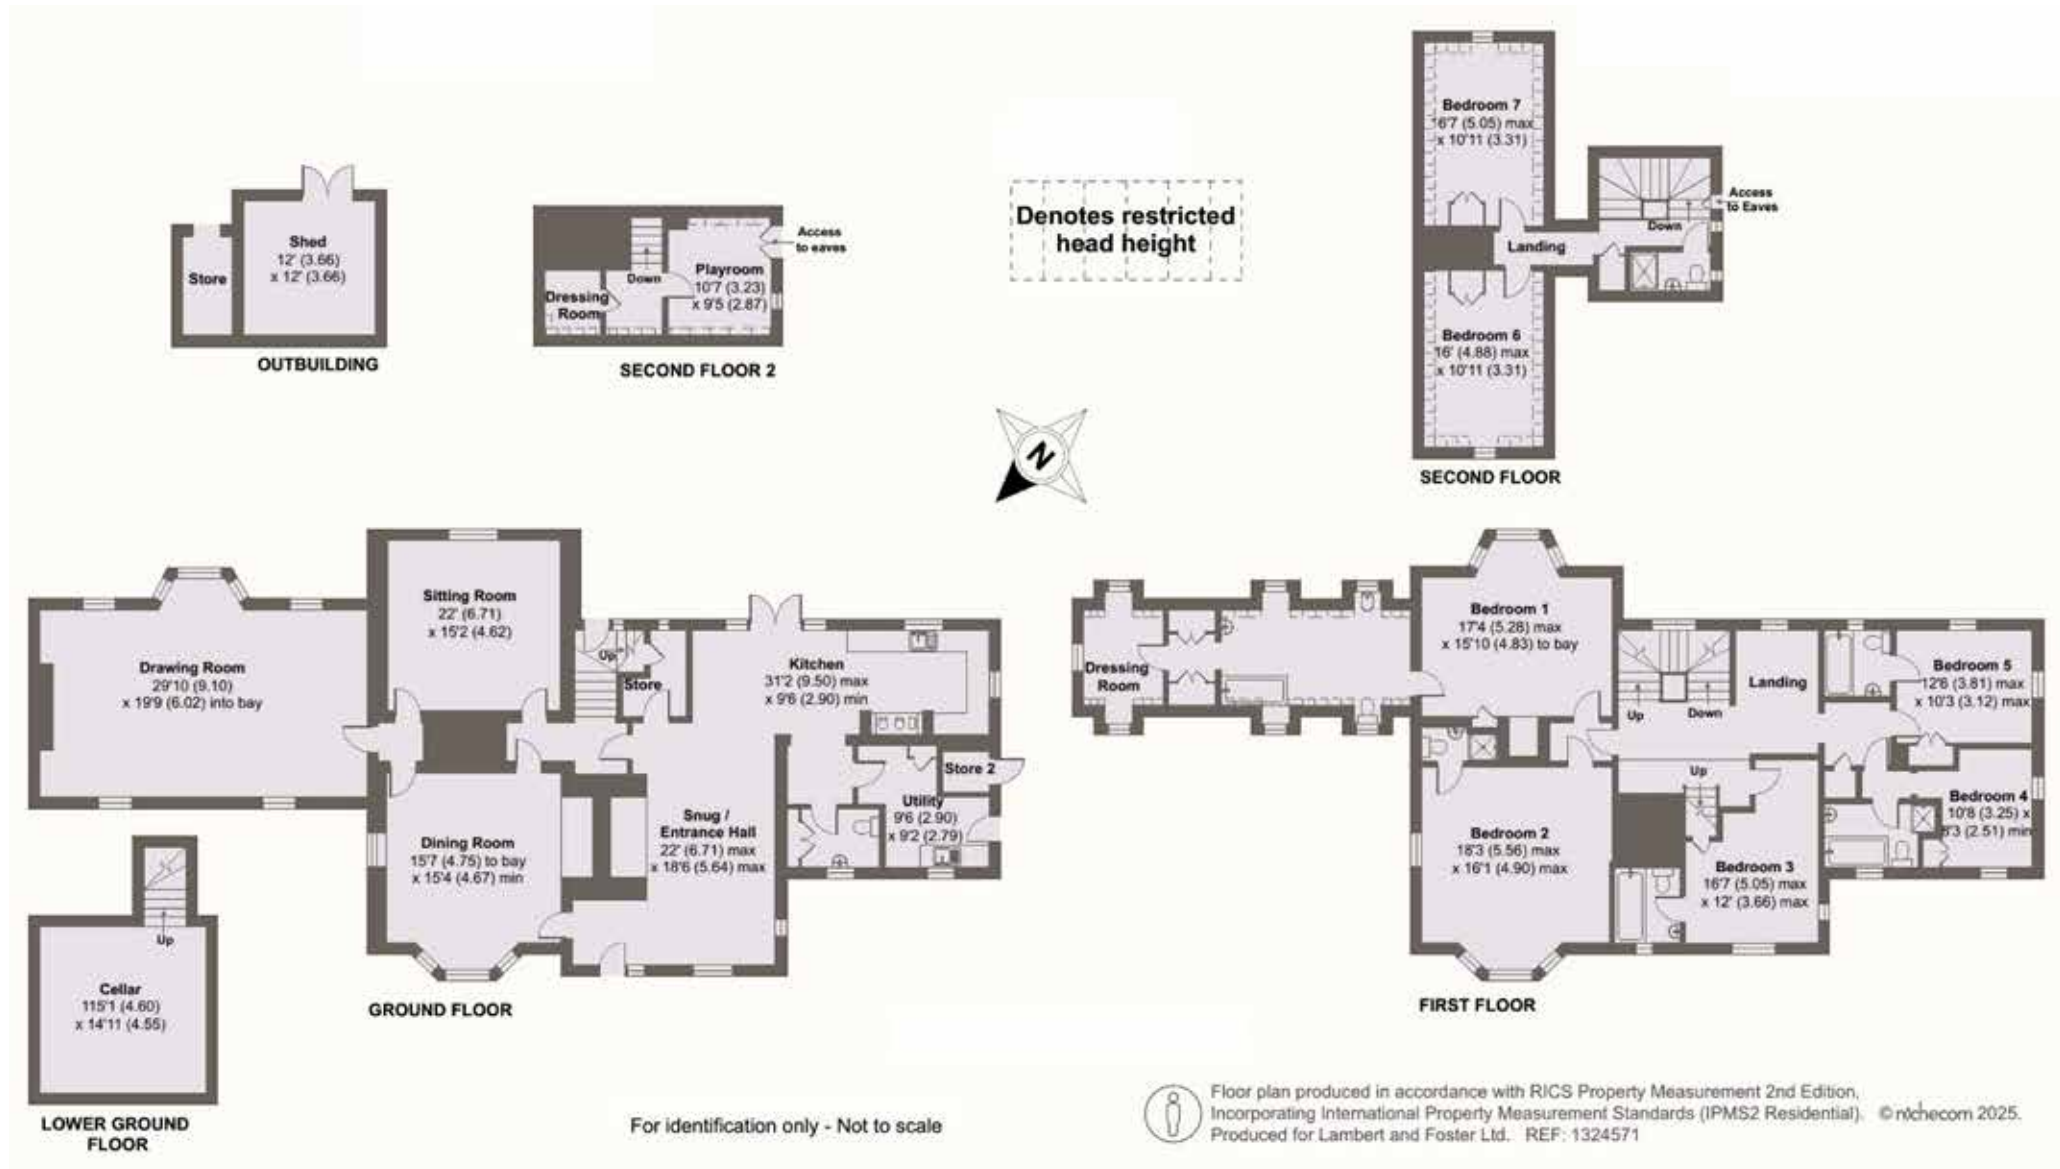 Bedroom 7
16'7 (5.05) max
x 10'11 (3.31)
Access
to Eaves
Down
Landing
Bedroom 6
16' (4.88) max
x 10'11 (3.31)
SECOND FLOOR
Shed
12' (3.66)
x 12' (3.66)
Store
OUTBUILDING
Access
to eaves
Playroom
10'7 (3.23)
x 9'5 (2.87)
Down
Dressing
Room
SECOND FLOOR 2
Denotes restricted
head height
N
Sitting Room
22' (6.71)
x 15'2 (4.62)
Drawing Room
29'10 (9.10)
x 19'9 (6.02) into bay
Up
Store
Kitchen
31'2 (9.50) max
x 9'6 (2.90) min
Store 2
Utility
9'6 (2.90)
x 9'2 (2.79)
Snug /
Entrance Hall
22' (6.71) max
x 18'6 (5.64) max
Dining Room
15'7 (4.75) to bay
x 15'4 (4.67) min
GROUND FLOOR
Up
Cellar
115'1 (4.60)
x 14'11 (4.55)
LOWER GROUND
FLOOR
Bedroom 1
17'4 (5.28) max
x 15'10 (4.83) to bay
Dressing
Room
Landing
Up
Down
Bedroom 5
12'6 (3.81) max
x 10'3 (3.12) max
Up
Bedroom 4
10'8 (3.25) x
8'3 (2.51) min
Bedroom 2
18'3 (5.56) max
x 16'1 (4.90) max
Bedroom 3
16'7 (5.05) max
x 12' (3.66) max
FIRST FLOOR
For identification only - Not to scale
Floor plan produced in accordance with RICS Property Measurement 2nd Edition,
Incorporating International Property Measurement Standards (IPMS2 Residential). © nichecom 2025.
Produced for Lambert and Foster Ltd. REF: 1324571